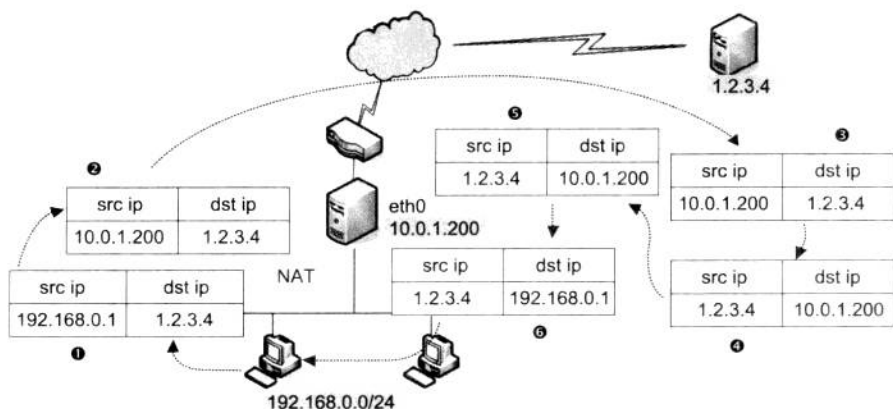 1.2.3.4
❺
src ip dst ip
1.2.3.4 10.0.1.200
❸
src ip dst ip
10.0.1.200 1.2.3.4
❷
src ip dst ip
10.0.1.200 1.2.3.4
eth0
10.0.1.200
NAT
src ip dst ip
192.168.0.1 1.2.3.4
❶
src ip dst ip
1.2.3.4 192.168.0.1
❻
src ip dst ip
1.2.3.4 10.0.1.200
❹
192.168.0.0/24